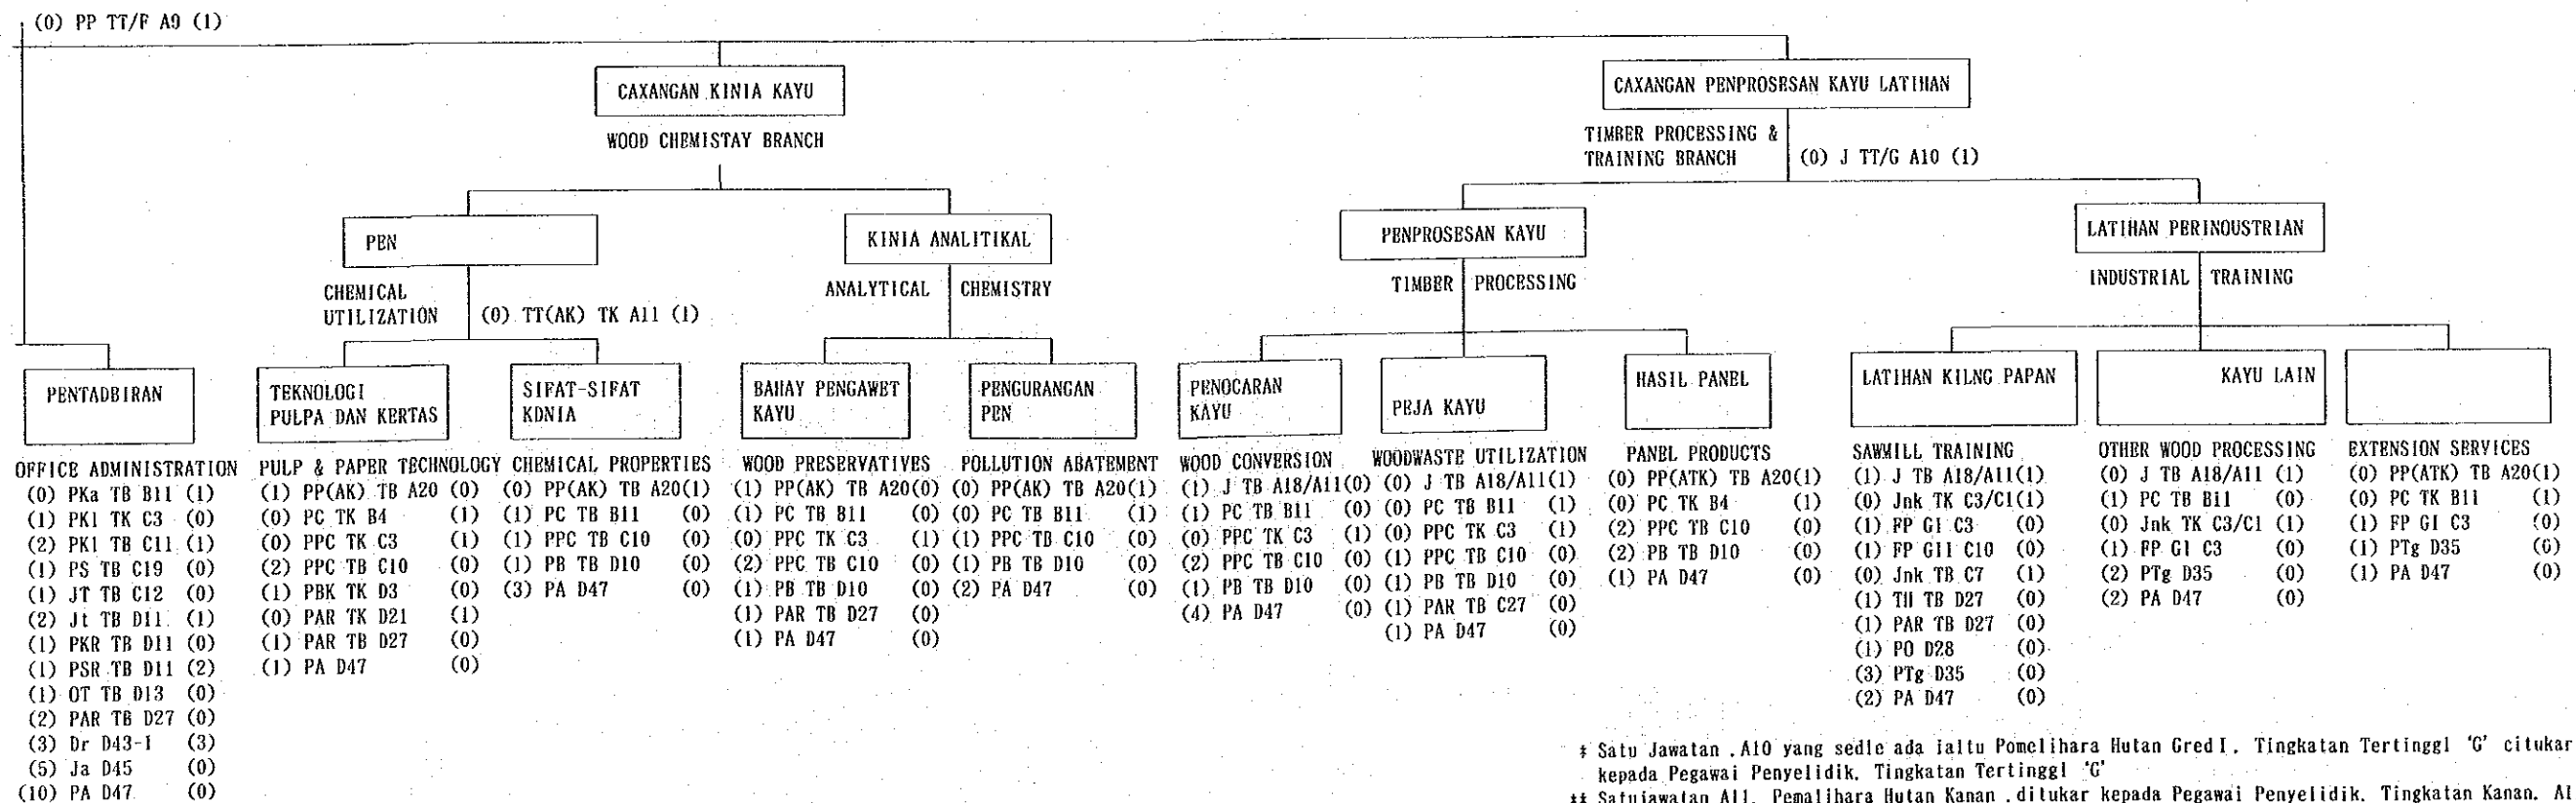 (0) PP TT/F A9 (1)
CAXANGAN KINIA KAYU
WOOD CHEMISTAY BRANCH
CAXANGAN PENPROSESAN KAYU LATIHAN
TIMBER PROCESSING &
TRAINING BRANCH
(0) J TT/G A10 (1)
PEN
CHEMICAL
UTILIZATION
(0) TT(AK) TK A11 (1)
KINIA ANALITIKAL
ANALYTICAL CHEMISTRY
PENPROSESAN KAYU
TIMBER PROCESSING
LATIHAN PERINOUSTRIAN
INDUSTRIAL TRAINING
PENTADBIRAN
OFFICE ADMINISTRATION
(0) PKa TB B11 (1)
(1) PK1 TK C3 (0)
(2) PK1 TB C11 (1)
(1) PS TB C19 (0)
(1) JT TB C12 (0)
(2) Jt TB D11 (1)
(1) PKR TB D11 (0)
(1) PSR TB D11 (2)
(1) OT TB D13 (0)
(2) PAR TB D27 (0)
(3) Dr D43-1 (3)
(5) Ja D45 (0)
(10) PA D47 (0)
TEKNOLOGI
PULPA DAN KERTAS
PULP & PAPER TECHNOLOGY
(1) PP(AK) TB A20 (0)
(0) PC TK B4 (1)
(0) PPC TK C3 (1)
(2) PPC TB C10 (0)
(1) PBK TK D3 (0)
(0) PAR TK D21 (1)
(1) PAR TB D27 (0)
(1) PA D47 (0)
SIFAT-SIFAT
KDNIA
CHEMICAL PROPERTIES
(0) PP(AK) TB A20(1)
(1) PC TB B11 (0)
(1) PPC TB C10 (0)
(1) PB TB D10 (0)
(3) PA D47 (0)
BAHAY PENGAWET
KAYU
WOOD PRESERVATIVES
(1) PP(AK) TB A20(0)
(1) PC TB B11 (0)
(0) PPC TK C3 (1)
(2) PPC TB C10 (0)
(1) PB TB D10 (0)
(1) PAR TB D27 (0)
(1) PA D47 (0)
PENGURANGAN
PEN
POLLUTION ABATEMENT
(0) PP(AK) TB A20(1)
(0) PC TB B11 (1)
(1) PPC TB C10 (0)
(1) PB TB D10 (0)
(2) PA D47 (0)
PENOCARAN
KAYU
WOOD CONVERSION
(1) J TB A18/A11(0)
(1) PC TB B11 (0)
(0) PPC TK C3 (1)
(2) PPC TB C10 (0)
(1) PB TB D10 (0)
(4) PA D47 (0)
PEJA KAYU
WOODWASTE UTILIZATION
(0) J TB A18/A11(1)
(0) PC TB B11 (1)
(0) PPC TK C3 (1)
(1) PPC TB C10 (0)
(1) PB TB D10 (0)
(1) PAR TB C27 (0)
(1) PA D47 (0)
HASIL PANEL
PANEL PRODUCTS
(0) PP(ATK) TB A20(1)
(0) PC TK B4 (1)
(2) PPC TB C10 (0)
(2) PB TB D10 (0)
(1) PA D47 (0)
LATIHAN KILNG PAPAN
SAWMILL TRAINING
(1) J TB A18/A11(1)
(0) Jnk TK C3/C1(1)
(1) FP G1 C3 (0)
(1) FP G11 C10 (0)
(0) Jnk TB C7 (1)
(1) TH TB D27 (0)
(1) PAR TB D27 (0)
(1) PO D28 (0)
(3) PTg D35 (0)
(2) PA D47 (0)
KAYU LAIN
OTHER WOOD PROCESSING
(0) J TB A18/A11 (1)
(1) PC TB B11 (0)
(0) Jnk TK C3/C1 (1)
(1) FP G1 C3 (0)
(2) PTg D35 (0)
(2) PA D47 (0)
EXTENSION SERVICES
(0) PP(ATK) TB A20(1)
(0) PC TK B11 (1)
(1) FP G1 C3 (0)
(1) PTg D35 (0)
(1) PA D47 (0)
‡ Satu Jawatan .A10 yang sedle ada ialtu Pomelihara Hutan Gred I. Tingkatan Tertinggl 'G' citukar
kepada Pegawai Penyelidik. Tingkatan Tertinggl 'G'
‡‡ Satujawatan A11. Pemalihara Hutan Kanan .ditukar kepada Pegawai Penyelidik. Tingkatan Kanan. Al